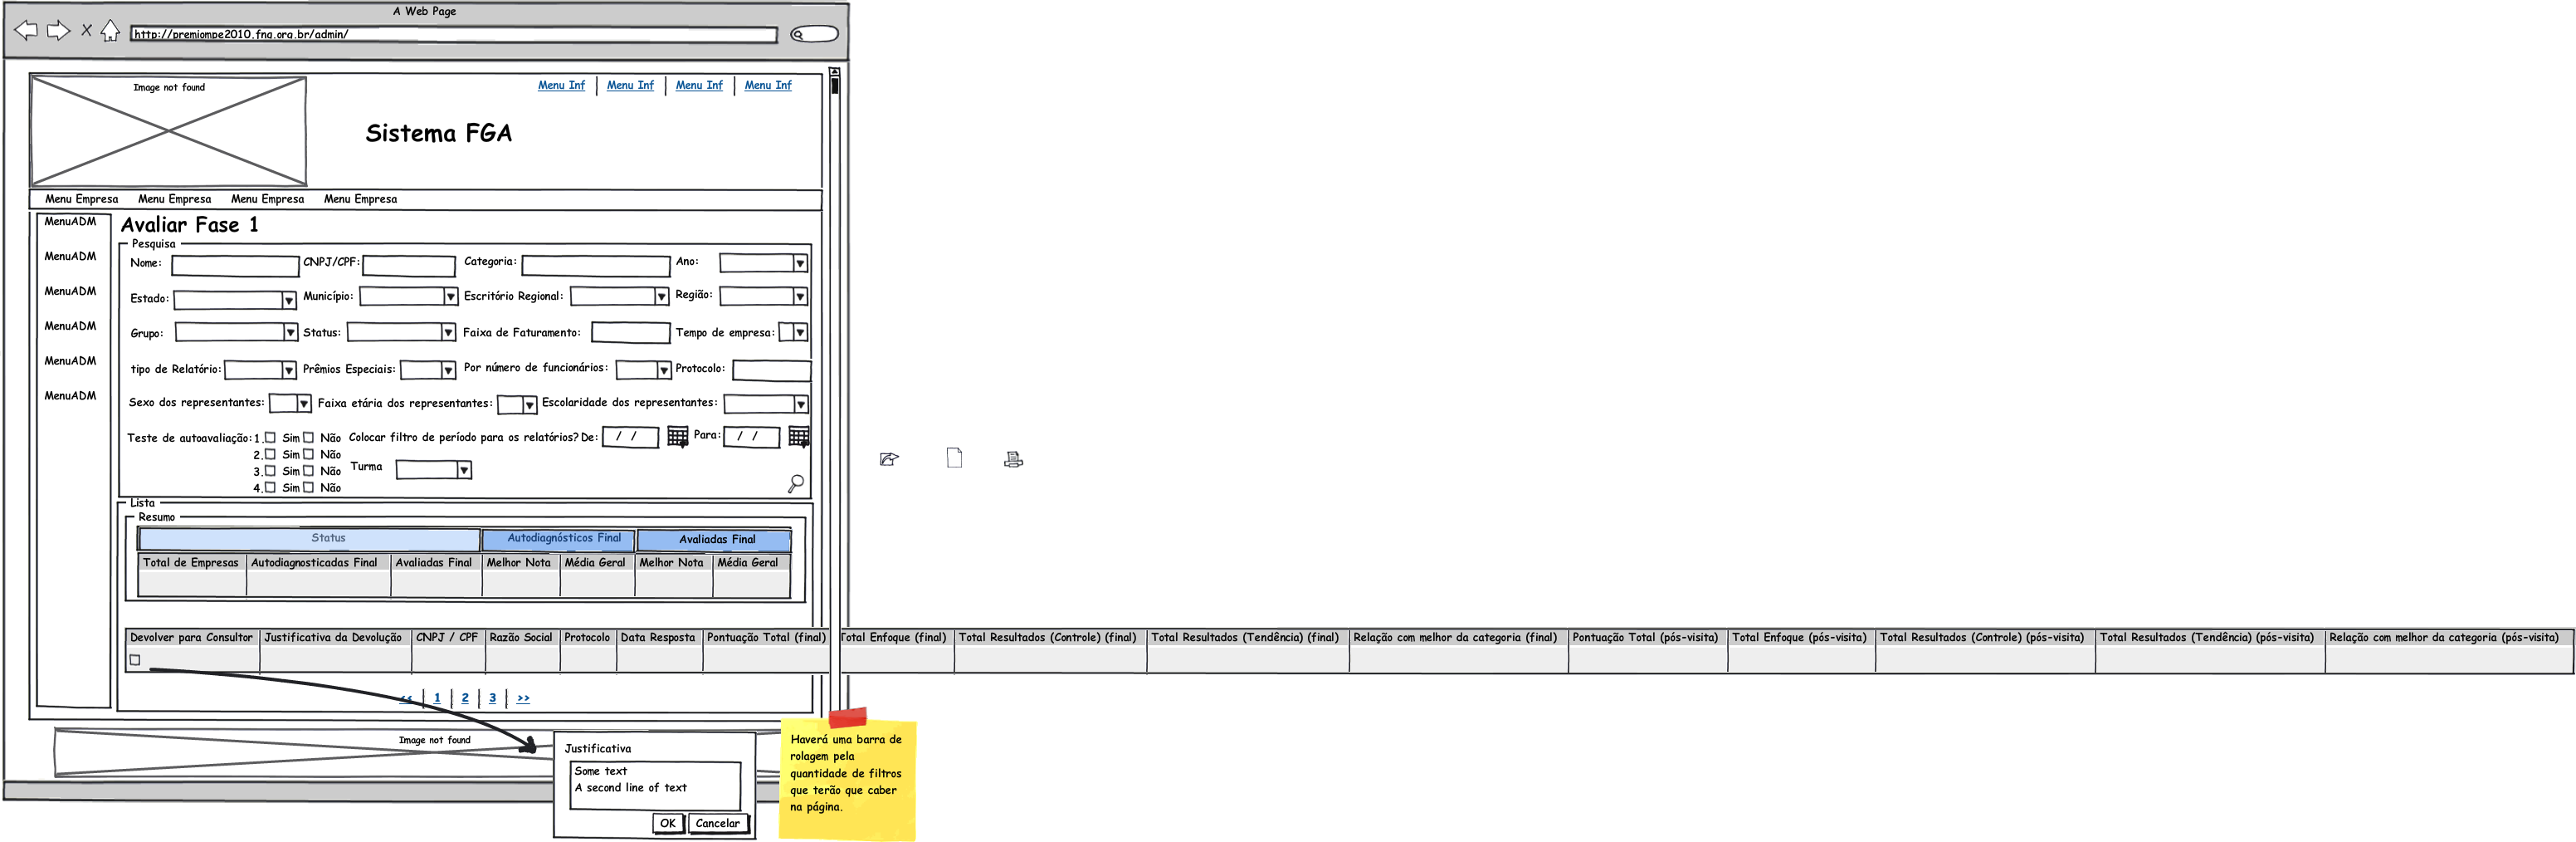 A Web Page
http://premiompe2010.fnq.org.br/admin/
Image not found
Menu Inf Menu Inf Menu Inf Menu Inf
Sistema FGA
Menu Empresa Menu Empresa Menu Empresa Menu Empresa
MenuADM
MenuADM
MenuADM
MenuADM
MenuADM
MenuADM
Avaliar Fase 1
Pesquisa
Nome: CNPJ/CPF: Categoria: Ano:
Estado: Município: Escritório Regional: Região:
Grupo: Status: Faixa de Faturamento: Tempo de empresa:
tipo de Relatório: Prêmios Especiais: Por número de funcionários: Protocolo:
Sexo dos representantes: Faixa etária dos representantes: Escolaridade dos representantes:
Teste de autoavaliação: 1. Sim Não Colocar filtro de período para os relatórios? De: / / Para: / /
2. Sim Não
3. Sim Não Turma
4. Sim Não
Lista
Resumo
Status Autodiagnósticos Final Avaliadas Final
Total de Empresas Autodiagnosticadas Final Avaliadas Final Melhor Nota Média Geral Melhor Nota Média Geral
Devolver para Consultor Justificativa da Devolução CNPJ / CPF Razão Social Protocolo Data Resposta Pontuação Total (final) Total Enfoque (final) Total Resultados (Controle) (final) Total Resultados (Tendência) (final) Relação com melhor da categoria (final) Pontuação Total (pós-visita) Total Enfoque (pós-visita) Total Resultados (Controle) (pós-visita) Total Resultados (Tendência) (pós-visita) Relação com melhor da categoria (pós-visita)
<< 1 2 3 >>
Image not found
Justificativa
Some text
A second line of text
OK Cancelar
Haverá uma barra de
rolagem pela
quantidade de filtros
que terão que caber
na página.